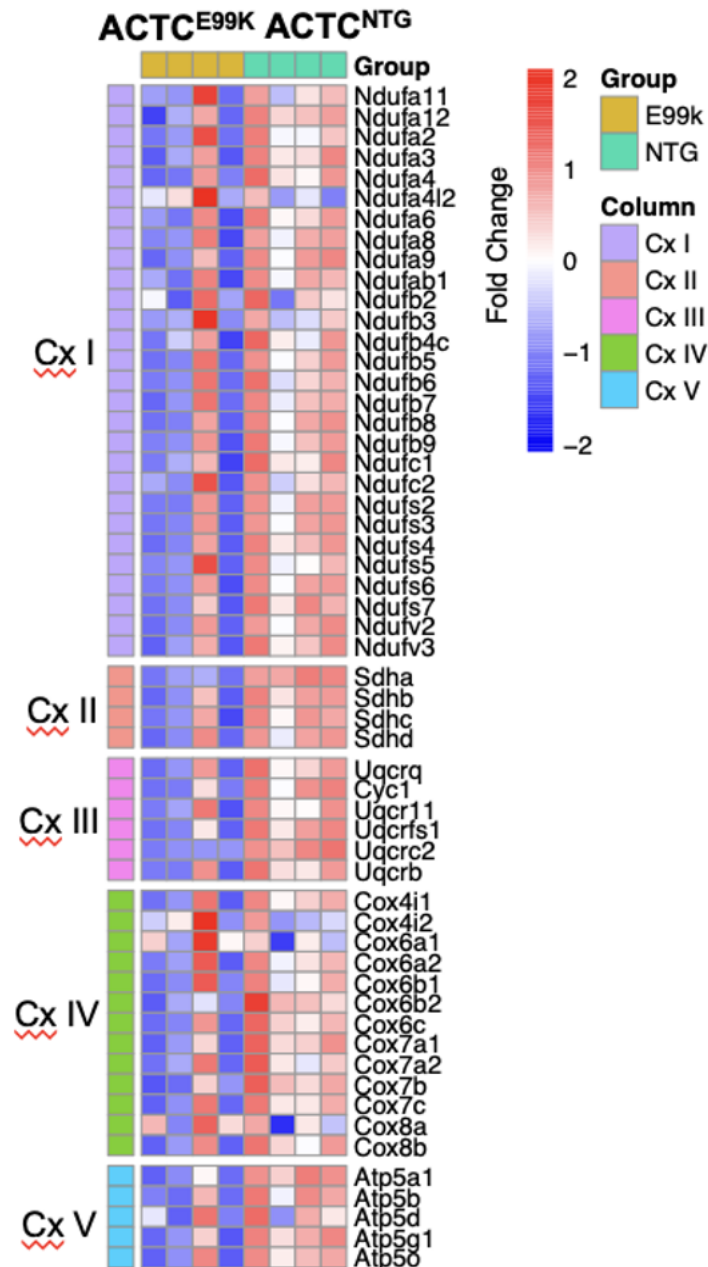 ACTCE99K ACTCNTG
Group
Ndufa11
Ndufa12
Ndufa2
Ndufa3
Ndufa4
Ndufa4l2
Ndufa6
Ndufa8
Ndufa9
Ndufab1
Ndufb2
Ndufb3
Ndufb4c
Ndufb5
Ndufb6
Ndufb7
Ndufb8
Ndufb9
Ndufc1
Ndufc2
Ndufs2
Ndufs3
Ndufs4
Ndufs5
Ndufs6
Ndufs7
Ndufv2
Ndufv3
Cx I
Sdha
Sdhb
Sdhc
Sdhd
Cx II
Uqcrq
Cyc1
Uqcr11
Uqcrfs1
Uqcrc2
Uqcrb
Cx III
Cox4i1
Cox4i2
Cox6a1
Cox6a2
Cox6b1
Cox6b2
Cox6c
Cox7a1
Cox7a2
Cox7b
Cox7c
Cox8a
Cox8b
Cx IV
Atp5a1
Atp5b
Atp5d
Atp5g1
Atp5o
Cx V
Fold Change
2
1
0
−1
−2
Group
E99k
NTG
Column
Cx I
Cx II
Cx III
Cx IV
Cx V